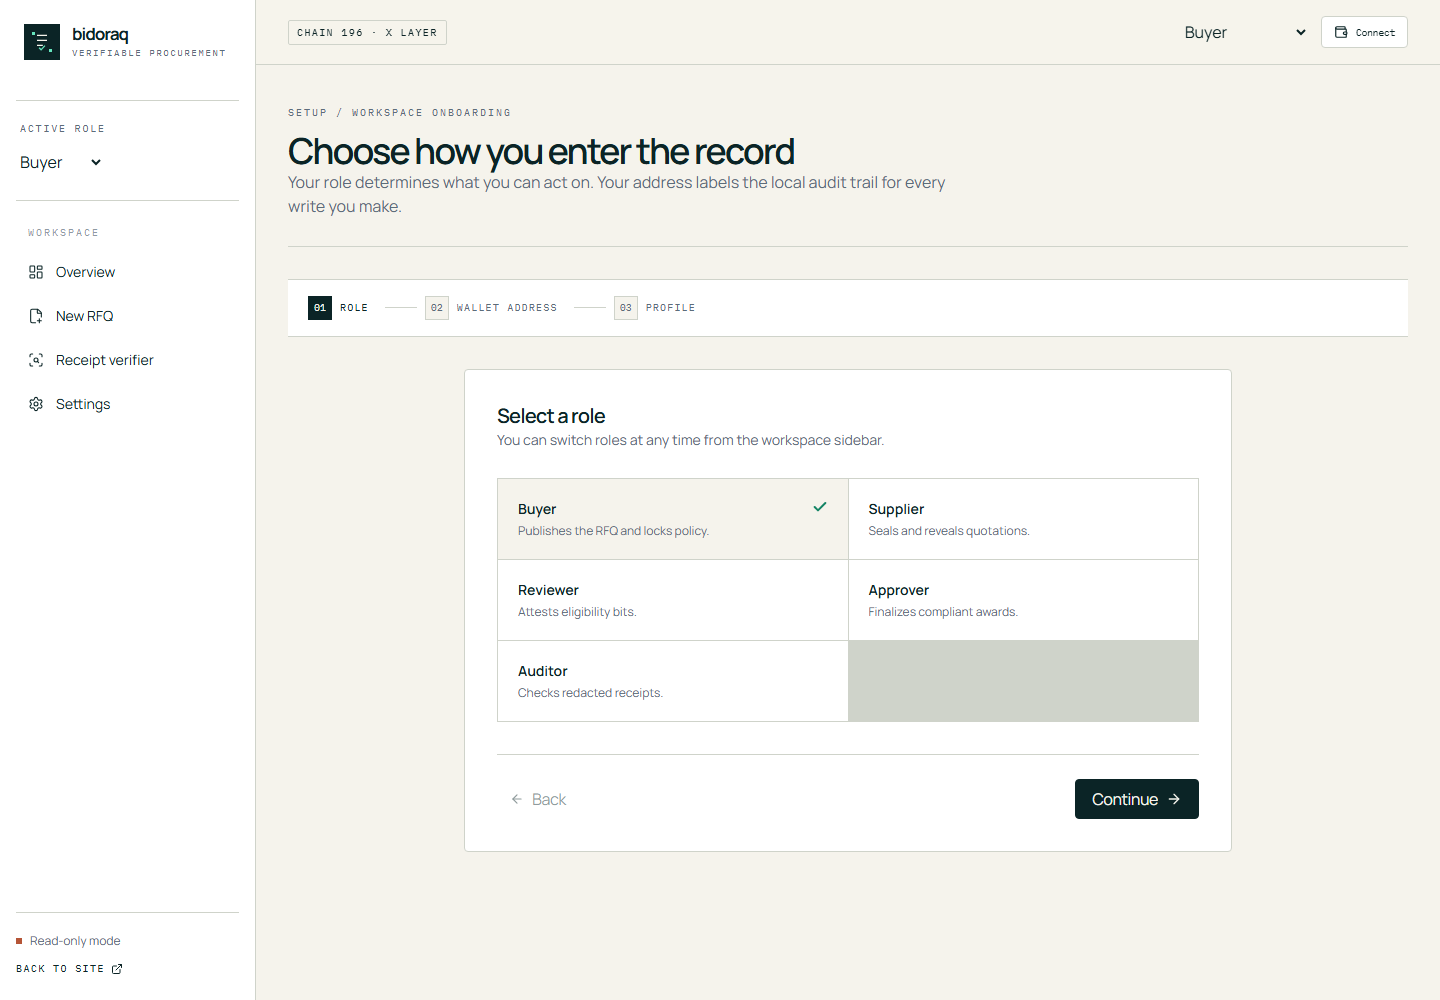 bidoraq
VERIFIABLE PROCUREMENT
ACTIVE ROLE
Buyer
WORKSPACE
Overview
New RFQ
Receipt verifier
Settings
Read-only mode
BACK TO SITE
CHAIN 196 · X LAYER
Buyer
Connect
SETUP / WORKSPACE ONBOARDING
Choose how you enter the record
Your role determines what you can act on. Your address labels the local audit trail for every
write you make.
01 ROLE
02 WALLET ADDRESS
03 PROFILE
Select a role
You can switch roles at any time from the workspace sidebar.
Buyer
Publishes the RFQ and locks policy.
Supplier
Seals and reveals quotations.
Reviewer
Attests eligibility bits.
Approver
Finalizes compliant awards.
Auditor
Checks redacted receipts.
Back
Continue